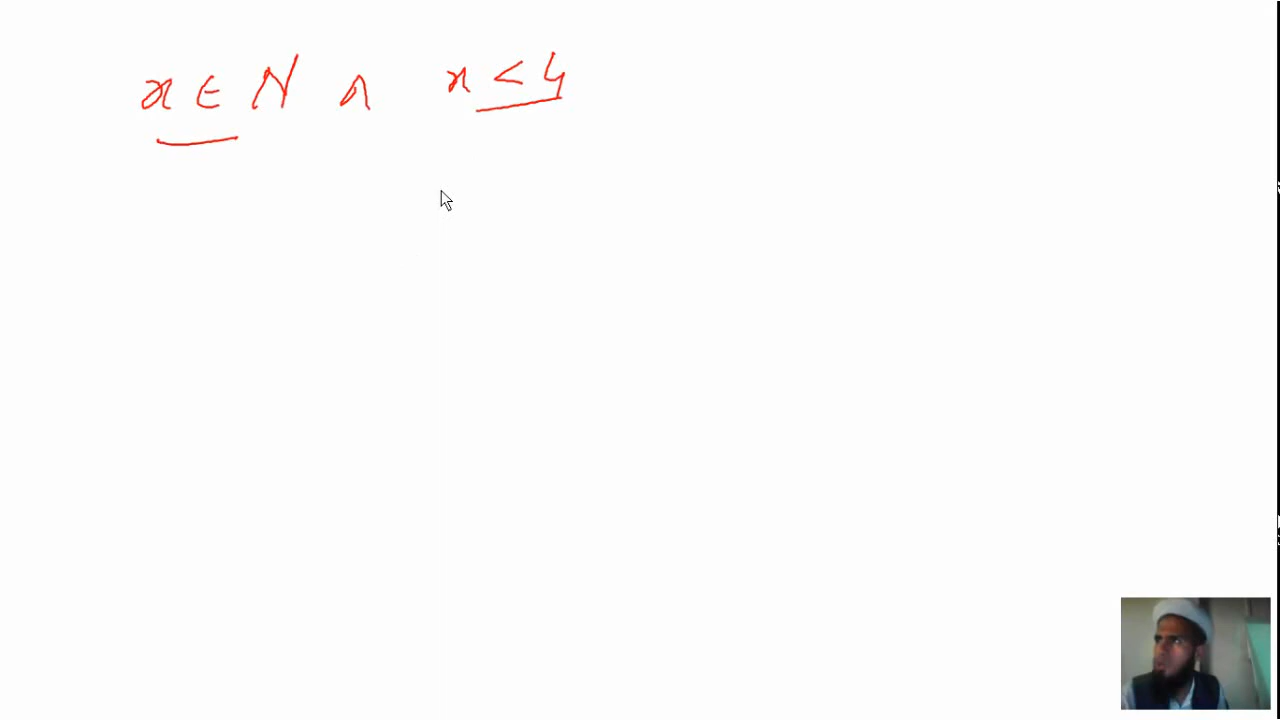 x ∈ N ∧ x < 4